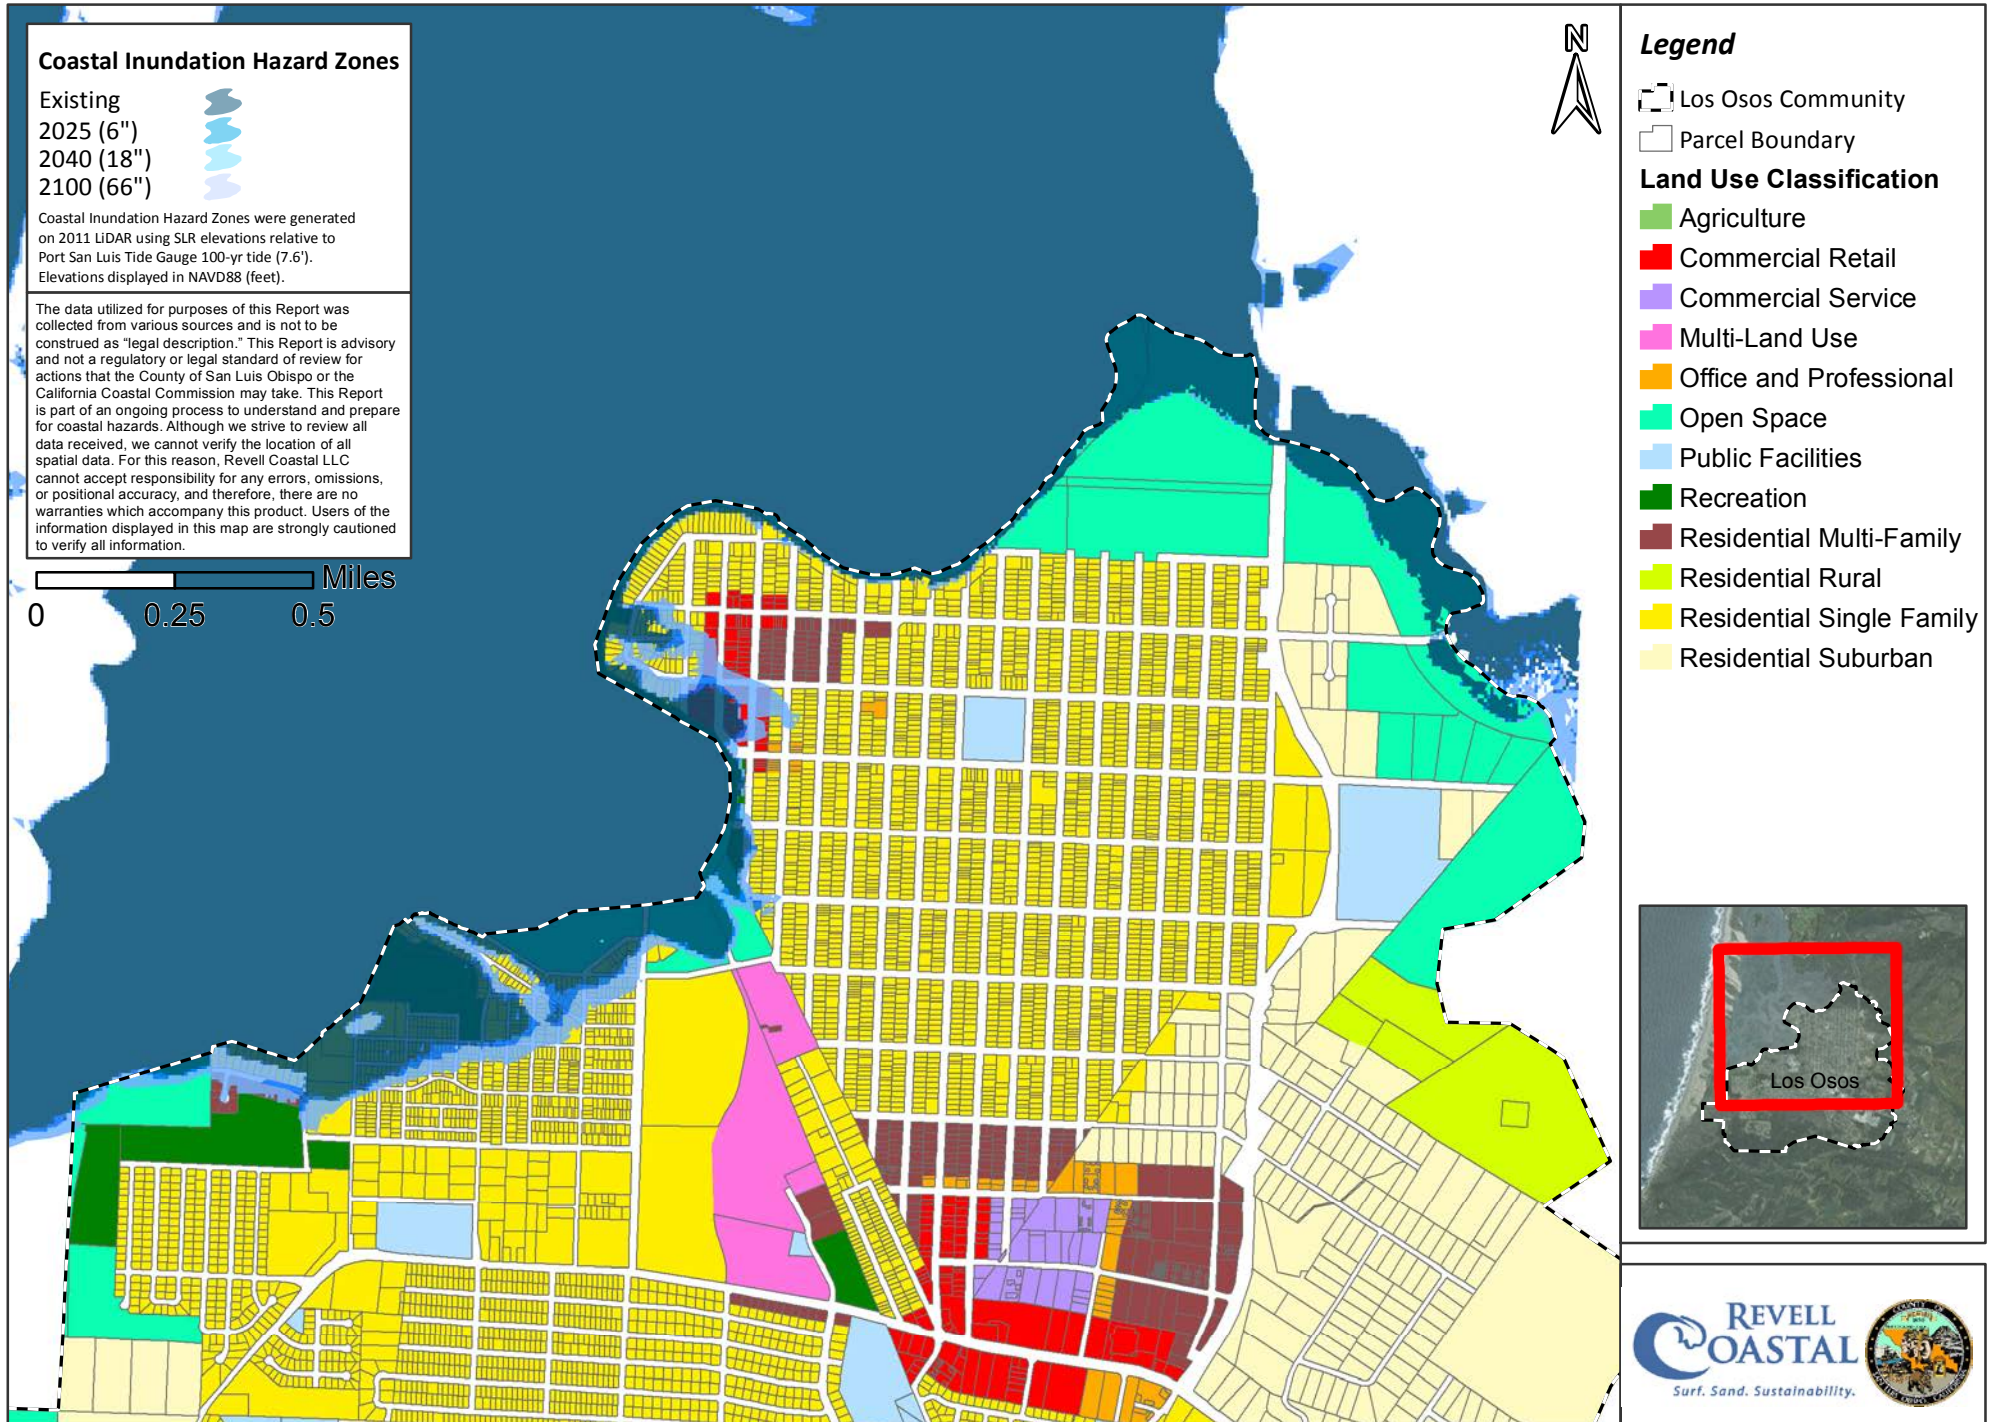 Coastal Inundation Hazard Zones
Existing
2025 (6")
2040 (18")
2100 (66")
Coastal Inundation Hazard Zones were generated
on 2011 LiDAR using SLR elevations relative to
Port San Luis Tide Gauge 100-yr tide (7.6').
Elevations displayed in NAVD88 (feet).
The data utilized for purposes of this Report was
collected from various sources and is not to be
construed as “legal description.” This Report is advisory
and not a regulatory or legal standard of review for
actions that the County of San Luis Obispo or the
California Coastal Commission may take. This Report
is part of an ongoing process to understand and prepare
for coastal hazards. Although we strive to review all
data received, we cannot verify the location of all
spatial data. For this reason, Revell Coastal LLC
cannot accept responsibility for any errors, omissions,
or positional accuracy, and therefore, there are no
warranties which accompany this product. Users of the
information displayed in this map are strongly cautioned
to verify all information.
Miles
0 0.25 0.5
N
Legend
Los Osos Community
Parcel Boundary
Land Use Classification
Agriculture
Commercial Retail
Commercial Service
Multi-Land Use
Office and Professional
Open Space
Public Facilities
Recreation
Residential Multi-Family
Residential Rural
Residential Single Family
Residential Suburban
Los Osos
REVELL
COASTAL
Surf. Sand. Sustainability.
COUNTY OF